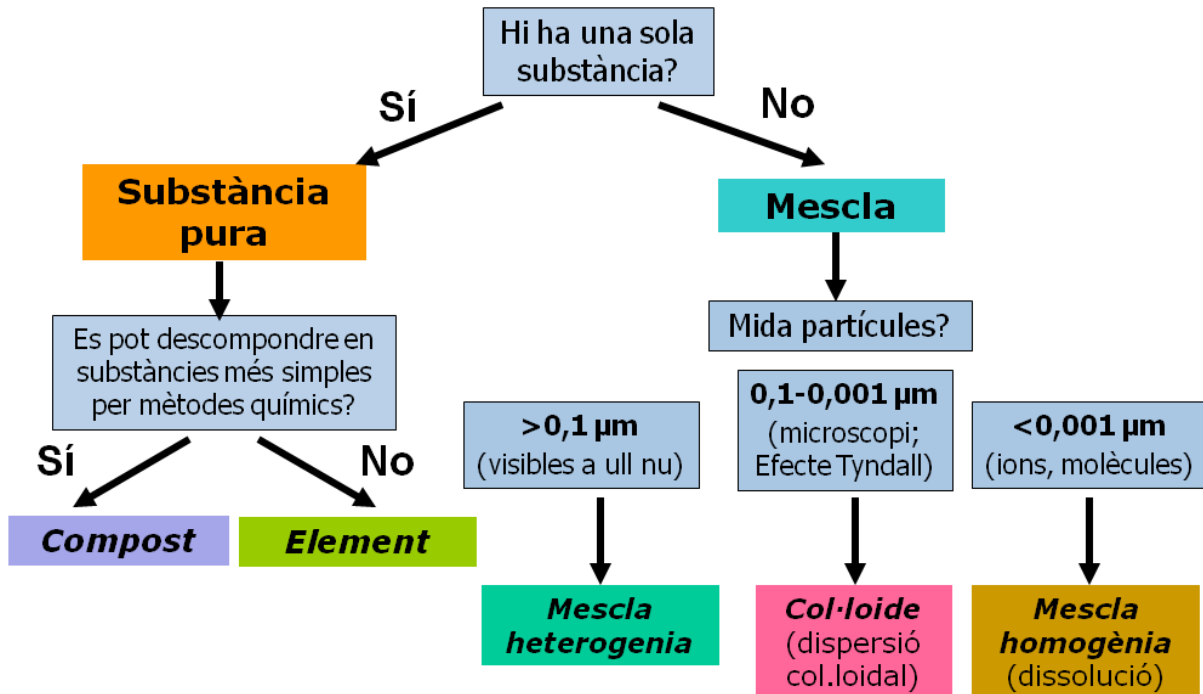 Hi ha una sola
substància?
Sí
No
Substància
pura
Mescla
Es pot descompondre en
substàncies més simples
per mètodes químics?
Mida partícules?
Sí
No
>0,1 µm
(visibles a ull nu)
0,1-0,001 µm
(microscopi;
Efecte Tyndall)
<0,001 µm
(ions, molècules)
Compost
Element
Mescla
heterogenia
Col·loide
(dispersió
col.loidal)
Mescla
homogènia
(dissolució)